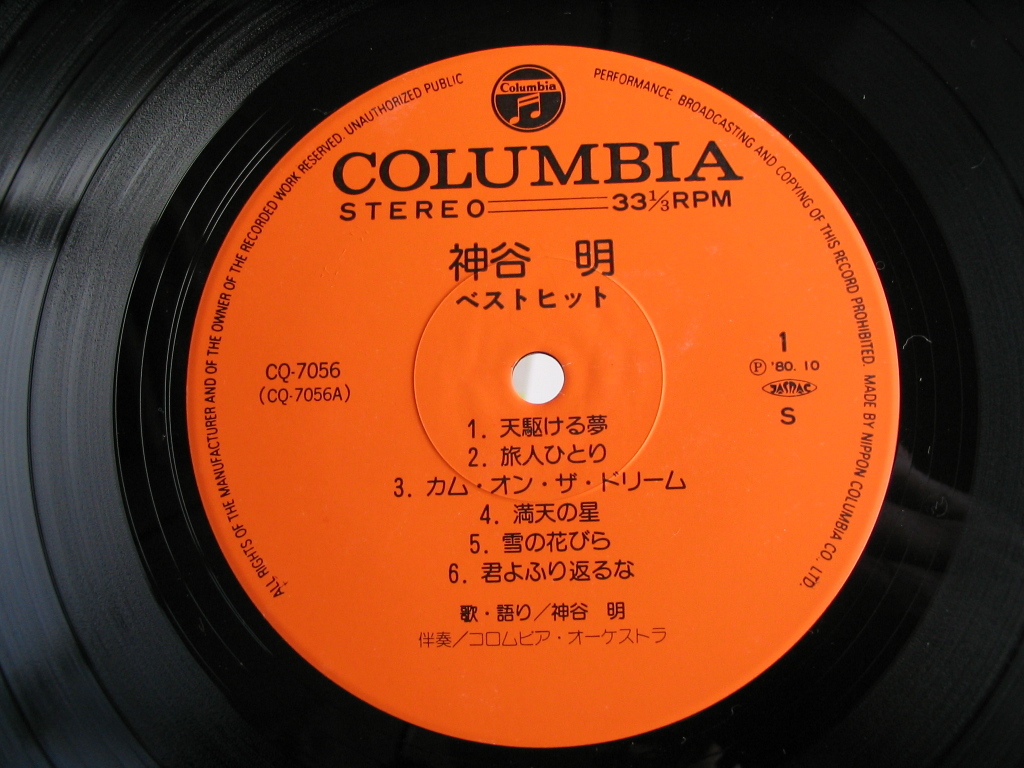 ALL RIGHTS OF THE MANUFACTURER AND OF THE OWNER OF THE RECORDED WORK RESERVED. UNAUTHORIZED PUBLIC PERFORMANCE. BROADCASTING AND COPYING OF THIS RECORD PROHIBITED. MADE BY NIPPON COLUMBIA CO. LTD.
Columbia
COLUMBIA
STEREO 33⅓RPM
神谷 明
ベストヒット
CQ-7056
(CQ-7056A)
1
Ⓟ'80.10
JASRAC
S
1. 天駆ける夢
2. 旅人ひとり
3. カム・オン・ザ・ドリーム
4. 満天の星
5. 雪の花びら
6. 君よふり返るな
歌・語り/神谷 明
伴奏/コロムビア・オーケストラ